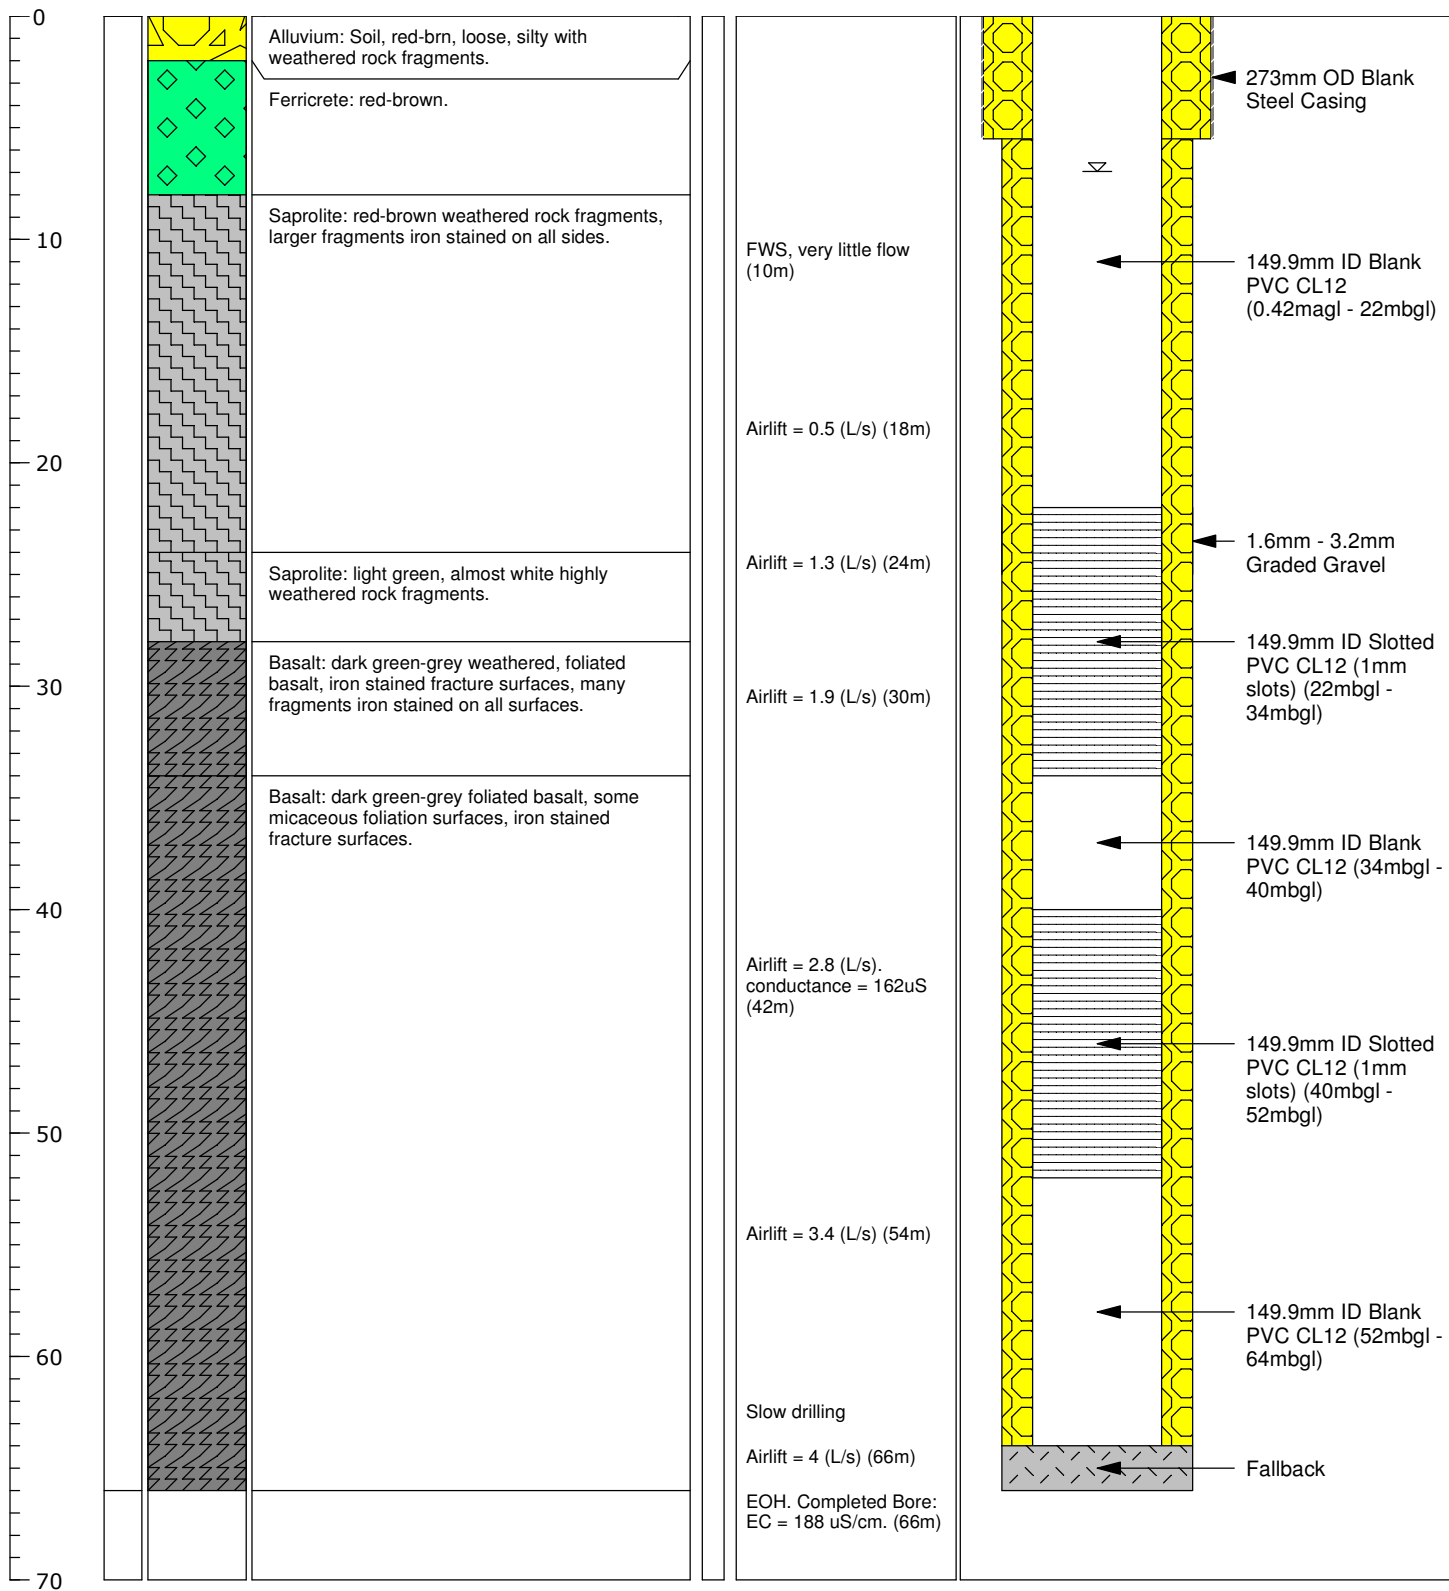 0
10
20
30
40
50
60
70
Alluvium: Soil, red-brn, loose, silty with
weathered rock fragments.
Ferricrete: red-brown.
Saprolite: red-brown weathered rock fragments,
larger fragments iron stained on all sides.
Saprolite: light green, almost white highly
weathered rock fragments.
Basalt: dark green-grey weathered, foliated
basalt, iron stained fracture surfaces, many
fragments iron stained on all surfaces.
Basalt: dark green-grey foliated basalt, some
micaceous foliation surfaces, iron stained
fracture surfaces.
FWS, very little flow
(10m)
Airlift = 0.5 (L/s) (18m)
Airlift = 1.3 (L/s) (24m)
Airlift = 1.9 (L/s) (30m)
Airlift = 2.8 (L/s).
conductance = 162uS
(42m)
Airlift = 3.4 (L/s) (54m)
Slow drilling
Airlift = 4 (L/s) (66m)
EOH. Completed Bore:
EC = 188 uS/cm. (66m)
273mm OD Blank
Steel Casing
149.9mm ID Blank
PVC CL12
(0.42magl - 22mbgl)
1.6mm - 3.2mm
Graded Gravel
149.9mm ID Slotted
PVC CL12 (1mm
slots) (22mbgl -
34mbgl)
149.9mm ID Blank
PVC CL12 (34mbgl -
40mbgl)
149.9mm ID Slotted
PVC CL12 (1mm
slots) (40mbgl -
52mbgl)
149.9mm ID Blank
PVC CL12 (52mbgl -
64mbgl)
Fallback